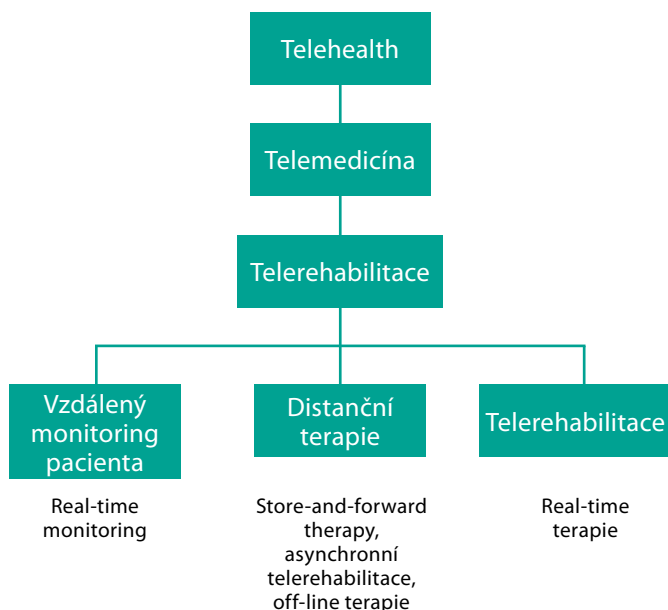 Telehealth
Telemedicína
Telerehabilitace
Vzdálený
monitoring
pacienta
Real-time
monitoring
Distanční
terapie
Store-and-forward
therapy,
asynchronní
telerehabilitace,
off-line terapie
Telerehabilitace
Real-time
terapie